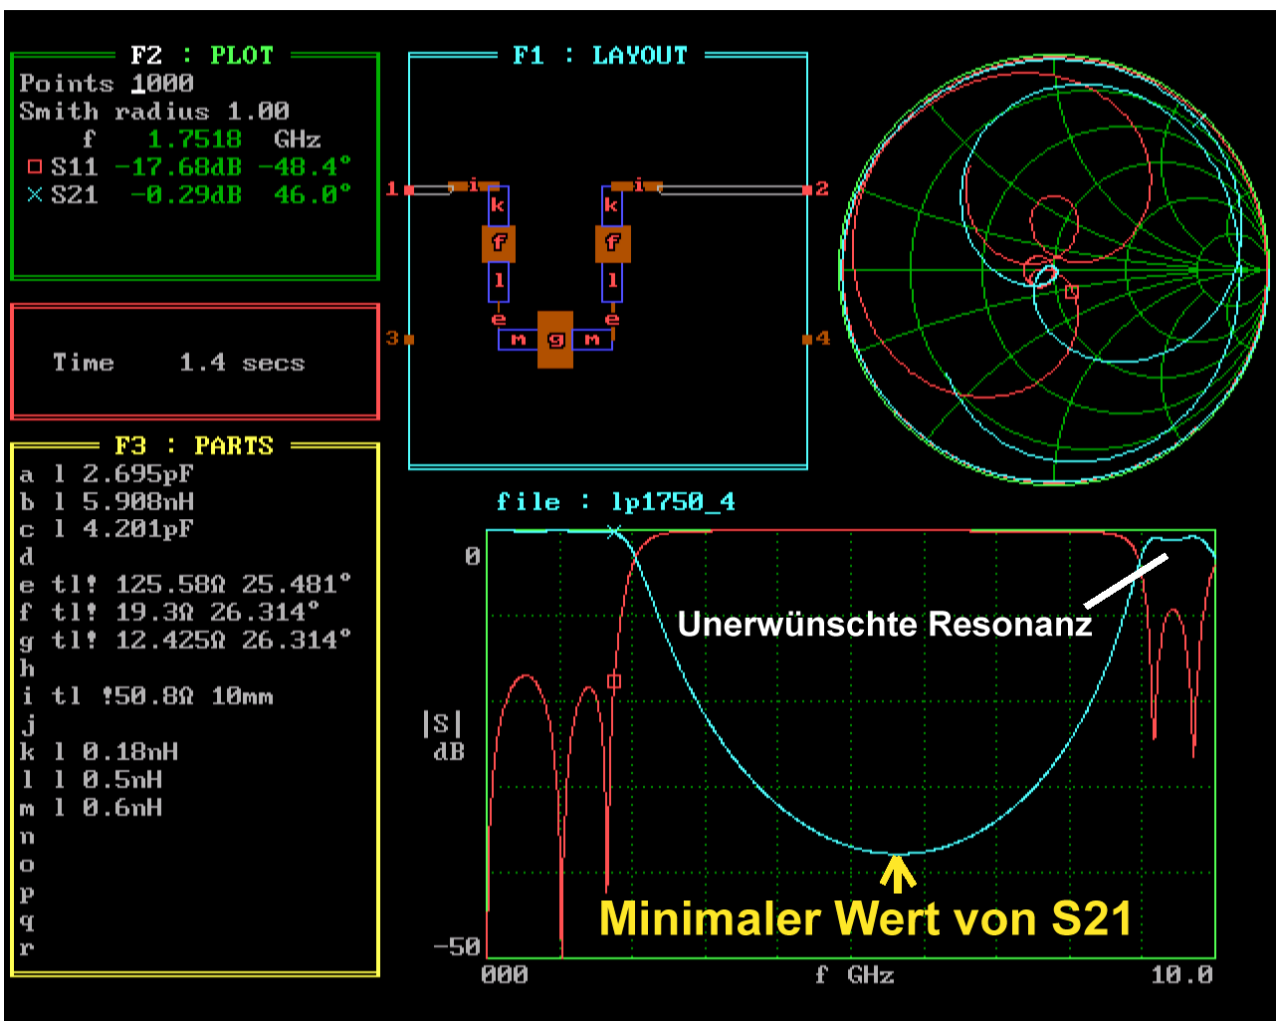 F2 : PLOT
Points 1000
Smith radius 1.00
f 1.7518 GHz
S11 -17.68dB -48.4°
S21 -0.29dB 46.0°
Time 1.4 secs
F3 : PARTS
a l 2.695pF
b l 5.908nH
c l 4.201pF
d
e tl! 125.58Ω 25.481°
f tl! 19.3Ω 26.314°
g tl! 12.425Ω 26.314°
h
i tl !50.8Ω 10mm
j
k l 0.18nH
l l 0.5nH
m l 0.6nH
n
o
p
q
r
F1 : LAYOUT
1 i i 2
k k
f f
l l
e e
3 m g m 4
file : lp1750_4
0
Unerwünschte Resonanz
|S|
dB
Minimaler Wert von S21
-50
000 f GHz 10.0